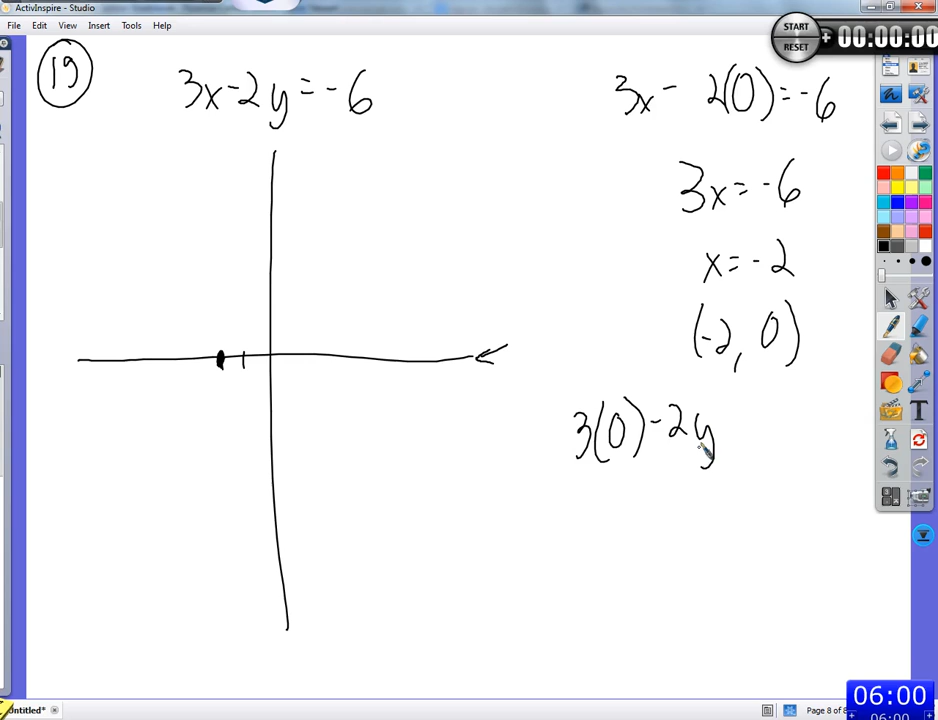 ActivInspire - Studio
File Edit View Insert Tools Help
START
RESET
00:00:00
19
3x-2y=-6
3x- 2(0)=-6
3x=-6
x=-2
(-2, 0)
3(0)-2y
T
06:00
Untitled*
Page 8 of 8